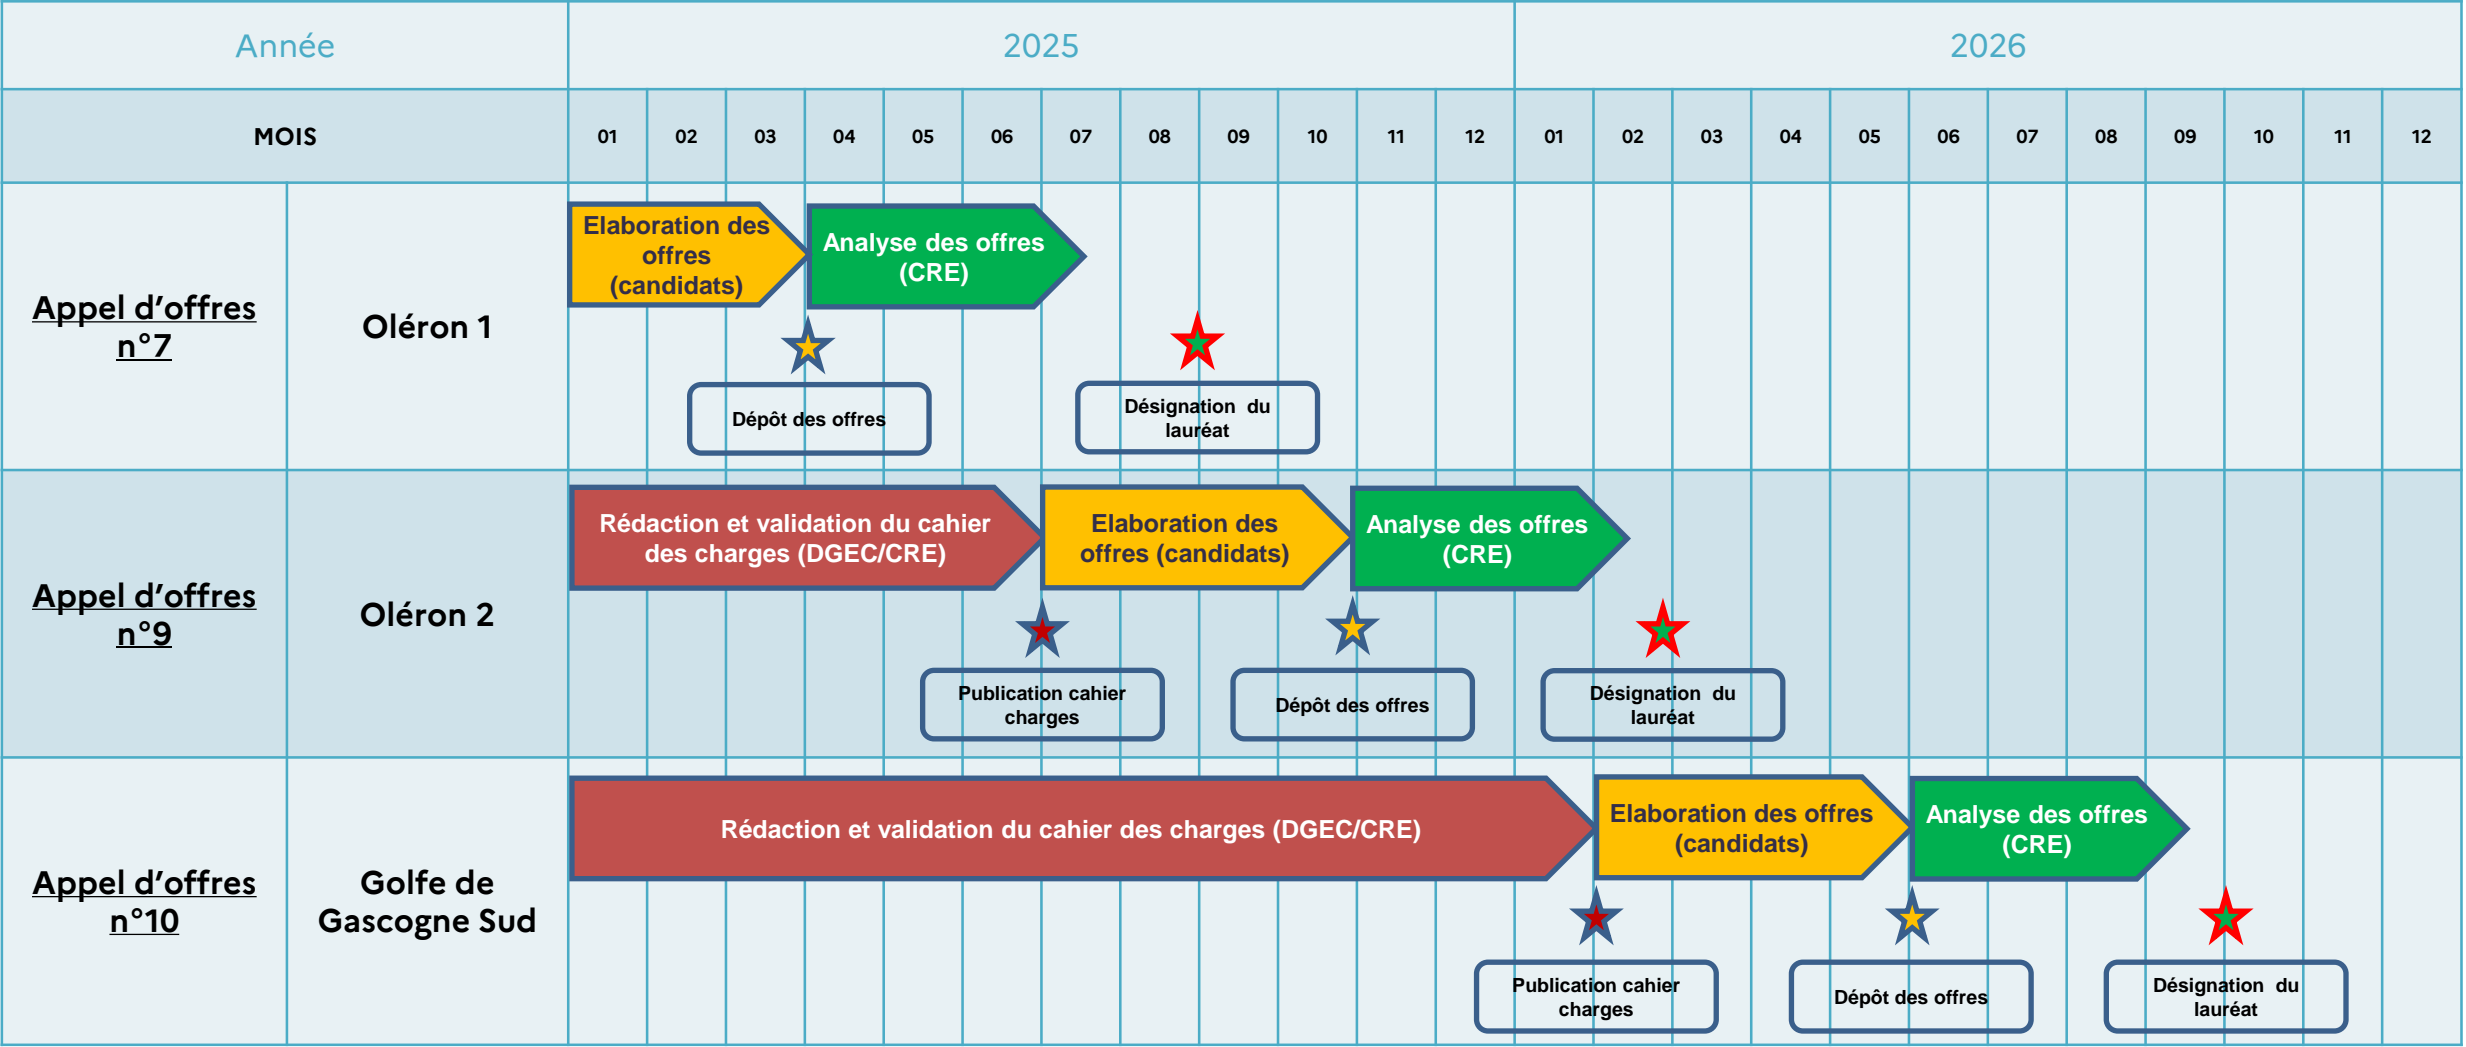 Année
2025
2026
MOIS
01 02 03 04 05 06 07 08 09 10 11 12 01 02 03 04 05 06 07 08 09 10 11 12
Appel d’offres
n°7
Oléron 1
Elaboration des
offres
(candidats)
Analyse des offres
(CRE)
Dépôt des offres
Désignation du
lauréat
Appel d’offres
n°9
Oléron 2
Rédaction et validation du cahier
des charges (DGEC/CRE)
Elaboration des
offres (candidats)
Analyse des offres
(CRE)
Publication cahier
charges
Dépôt des offres
Désignation du
lauréat
Appel d’offres
n°10
Golfe de
Gascogne Sud
Rédaction et validation du cahier des charges (DGEC/CRE)
Elaboration des offres
(candidats)
Analyse des offres
(CRE)
Publication cahier
charges
Dépôt des offres
Désignation du
lauréat